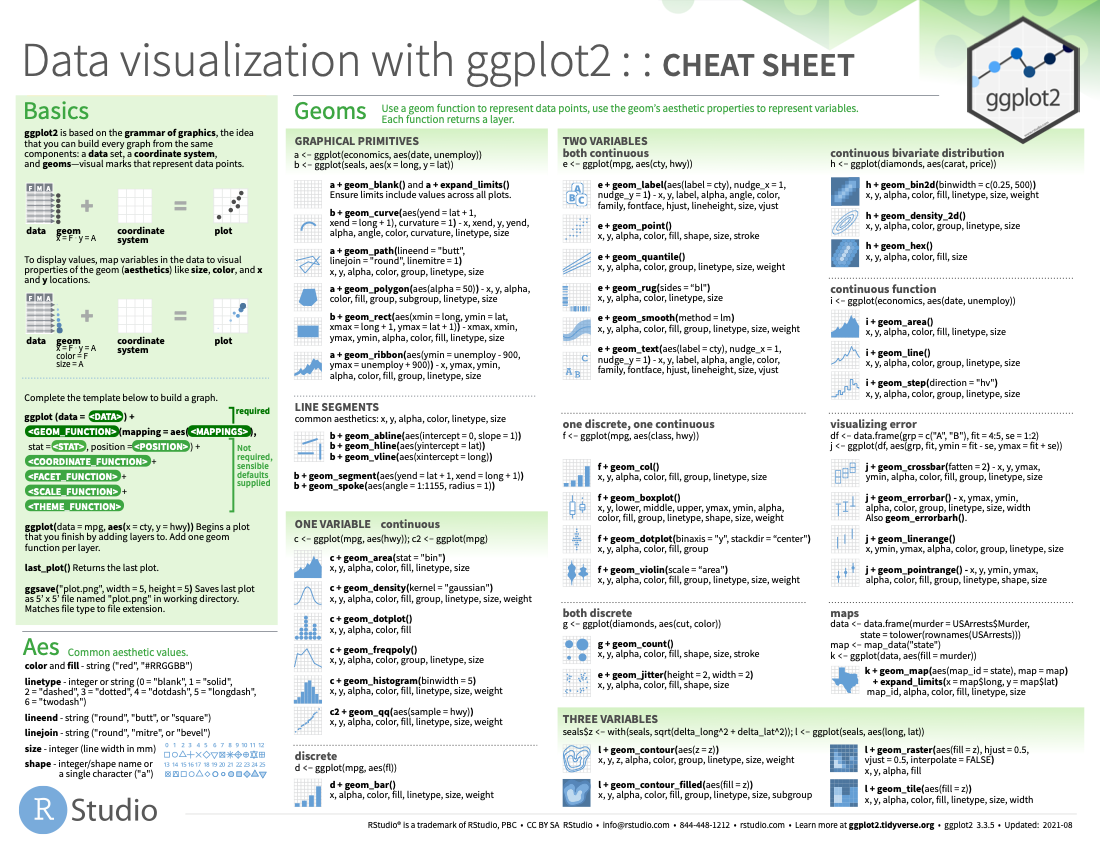 Data visualization with ggplot2 : : CHEAT SHEET
ggplot2
Basics
ggplot2 is based on the grammar of graphics, the idea
that you can build every graph from the same
components: a data set, a coordinate system,
and geoms—visual marks that represent data points.
F M A
+
=
data
geom
x = F · y = A
coordinate
system
plot
To display values, map variables in the data to visual
properties of the geom (aesthetics) like size, color, and x
and y locations.
F M A
+
=
data
geom
x = F · y = A
color = F
size = A
coordinate
system
plot
Complete the template below to build a graph.
required
ggplot (data = <DATA>) +
<GEOM_FUNCTION>(mapping = aes(<MAPPINGS>),
stat = <STAT>, position = <POSITION>) +
<COORDINATE_FUNCTION> +
<FACET_FUNCTION> +
<SCALE_FUNCTION> +
<THEME_FUNCTION>
Not
required,
sensible
defaults
supplied
ggplot(data = mpg, aes(x = cty, y = hwy)) Begins a plot
that you finish by adding layers to. Add one geom
function per layer.
last_plot() Returns the last plot.
ggsave("plot.png", width = 5, height = 5) Saves last plot
as 5' x 5' file named "plot.png" in working directory.
Matches file type to file extension.
Aes Common aesthetic values.
color and fill - string ("red", "#RRGGBB")
linetype - integer or string (0 = "blank", 1 = "solid",
2 = "dashed", 3 = "dotted", 4 = "dotdash", 5 = "longdash",
6 = "twodash")
lineend - string ("round", "butt", or "square")
linejoin - string ("round", "mitre", or "bevel")
size - integer (line width in mm)
0 1 2 3 4 5 6 7 8 9 10 11 12
shape - integer/shape name or
a single character ("a")
13 14 15 16 17 18 19 20 21 22 23 24 25
R Studio
Geoms
Use a geom function to represent data points, use the geom's aesthetic properties to represent variables.
Each function returns a layer.
GRAPHICAL PRIMITIVES
a <- ggplot(economics, aes(date, unemploy))
b <- ggplot(seals, aes(x = long, y = lat))
a + geom_blank() and a + expand_limits()
Ensure limits include values across all plots.
b + geom_curve(aes(yend = lat + 1,
xend = long + 1), curvature = 1) - x, xend, y, yend,
alpha, angle, color, curvature, linetype, size
a + geom_path(lineend = "butt",
linejoin = "round", linemitre = 1)
x, y, alpha, color, group, linetype, size
a + geom_polygon(aes(alpha = 50)) - x, y, alpha,
color, fill, group, subgroup, linetype, size
b + geom_rect(aes(xmin = long, ymin = lat,
xmax = long + 1, ymax = lat + 1)) - xmax, xmin,
ymax, ymin, alpha, color, fill, linetype, size
a + geom_ribbon(aes(ymin = unemploy - 900,
ymax = unemploy + 900)) - x, ymax, ymin,
alpha, color, fill, group, linetype, size
LINE SEGMENTS
common aesthetics: x, y, alpha, color, linetype, size
b + geom_abline(aes(intercept = 0, slope = 1))
b + geom_hline(aes(yintercept = lat))
b + geom_vline(aes(xintercept = long))
b + geom_segment(aes(yend = lat + 1, xend = long + 1))
b + geom_spoke(aes(angle = 1:1155, radius = 1))
ONE VARIABLE continuous
c <- ggplot(mpg, aes(hwy)); c2 <- ggplot(mpg)
c + geom_area(stat = "bin")
x, y, alpha, color, fill, linetype, size
c + geom_density(kernel = "gaussian")
x, y, alpha, color, fill, group, linetype, size, weight
c + geom_dotplot()
x, y, alpha, color, fill
c + geom_freqpoly()
x, y, alpha, color, group, linetype, size
c + geom_histogram(binwidth = 5)
x, y, alpha, color, fill, linetype, size, weight
c2 + geom_qq(aes(sample = hwy))
x, y, alpha, color, fill, linetype, size, weight
discrete
d <- ggplot(mpg, aes(fl))
d + geom_bar()
x, alpha, color, fill, linetype, size, weight
TWO VARIABLES
both continuous
e <- ggplot(mpg, aes(cty, hwy))
e + geom_label(aes(label = cty), nudge_x = 1,
nudge_y = 1) - x, y, label, alpha, angle, color,
family, fontface, hjust, lineheight, size, vjust
e + geom_point()
x, y, alpha, color, fill, shape, size, stroke
e + geom_quantile()
x, y, alpha, color, group, linetype, size, weight
e + geom_rug(sides = "bl")
x, y, alpha, color, linetype, size
e + geom_smooth(method = lm)
x, y, alpha, color, fill, group, linetype, size, weight
e + geom_text(aes(label = cty), nudge_x = 1,
nudge_y = 1) - x, y, label, alpha, angle, color,
family, fontface, hjust, lineheight, size, vjust
one discrete, one continuous
f <- ggplot(mpg, aes(class, hwy))
f + geom_col()
x, y, alpha, color, fill, group, linetype, size
f + geom_boxplot()
x, y, lower, middle, upper, ymax, ymin, alpha,
color, fill, group, linetype, shape, size, weight
f + geom_dotplot(binaxis = "y", stackdir = "center")
x, y, alpha, color, fill, group
f + geom_violin(scale = "area")
x, y, alpha, color, fill, group, linetype, size, weight
both discrete
g <- ggplot(diamonds, aes(cut, color))
g + geom_count()
x, y, alpha, color, fill, shape, size, stroke
e + geom_jitter(height = 2, width = 2)
x, y, alpha, color, fill, shape, size
continuous bivariate distribution
h <- ggplot(diamonds, aes(carat, price))
h + geom_bin2d(binwidth = c(0.25, 500))
x, y, alpha, color, fill, linetype, size, weight
h + geom_density_2d()
x, y, alpha, color, group, linetype, size
h + geom_hex()
x, y, alpha, color, fill, size
continuous function
i <- ggplot(economics, aes(date, unemploy))
i + geom_area()
x, y, alpha, color, fill, linetype, size
i + geom_line()
x, y, alpha, color, group, linetype, size
i + geom_step(direction = "hv")
x, y, alpha, color, group, linetype, size
visualizing error
df <- data.frame(grp = c("A", "B"), fit = 4:5, se = 1:2)
j <- ggplot(df, aes(grp, fit, ymin = fit - se, ymax = fit + se))
j + geom_crossbar(fatten = 2) - x, y, ymax,
ymin, alpha, color, fill, group, linetype, size
j + geom_errorbar() - x, ymax, ymin,
alpha, color, group, linetype, size, width
Also geom_errorbarh().
j + geom_linerange()
x, ymin, ymax, alpha, color, group, linetype, size
j + geom_pointrange() - x, y, ymin, ymax,
alpha, color, fill, group, linetype, shape, size
maps
data <- data.frame(murder = USArrests$Murder,
state = tolower(rownames(USArrests)))
map <- map_data("state")
k <- ggplot(data, aes(fill = murder))
k + geom_map(aes(map_id = state), map = map)
+ expand_limits(x = map$long, y = map$lat)
map_id, alpha, color, fill, linetype, size
THREE VARIABLES
seals$z <- with(seals, sqrt(delta_long^2 + delta_lat^2)); l <- ggplot(seals, aes(long, lat))
l + geom_contour(aes(z = z))
x, y, z, alpha, color, group, linetype, size, weight
l + geom_contour_filled(aes(fill = z))
x, y, alpha, color, fill, group, linetype, size, subgroup
l + geom_raster(aes(fill = z), hjust = 0.5,
vjust = 0.5, interpolate = FALSE)
x, y, alpha, fill
l + geom_tile(aes(fill = z))
x, y, alpha, color, fill, linetype, size, width
RStudio® is a trademark of RStudio, PBC • CC BY SA RStudio • info@rstudio.com • 844-448-1212 • rstudio.com • Learn more at ggplot2.tidyverse.org • ggplot2 3.3.5 • Updated: 2021-08